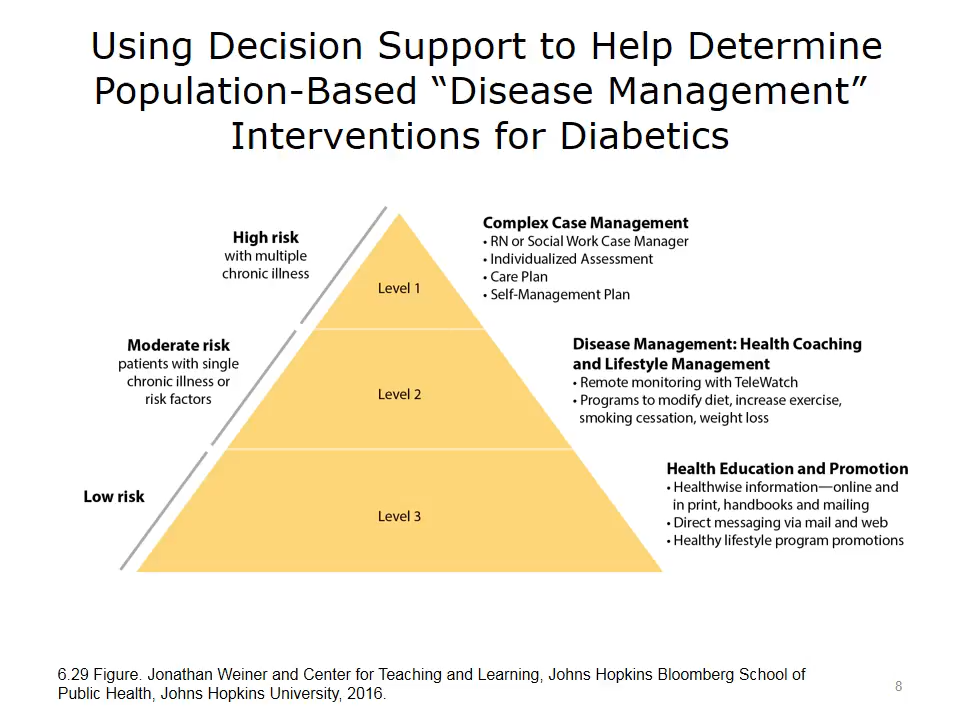 Using Decision Support to Help Determine
Population-Based “Disease Management”
Interventions for Diabetics
High risk
with multiple
chronic illness
Level 1
Complex Case Management
• RN or Social Work Case Manager
• Individualized Assessment
• Care Plan
• Self-Management Plan
Moderate risk
patients with single
chronic illness or
risk factors
Level 2
Disease Management: Health Coaching
and Lifestyle Management
• Remote monitoring with TeleWatch
• Programs to modify diet, increase exercise,
smoking cessation, weight loss
Low risk
Level 3
Health Education and Promotion
• Healthwise information—online and
in print, handbooks and mailing
• Direct messaging via mail and web
• Healthy lifestyle program promotions
6.29 Figure. Jonathan Weiner and Center for Teaching and Learning, Johns Hopkins Bloomberg School of
Public Health, Johns Hopkins University, 2016.
8